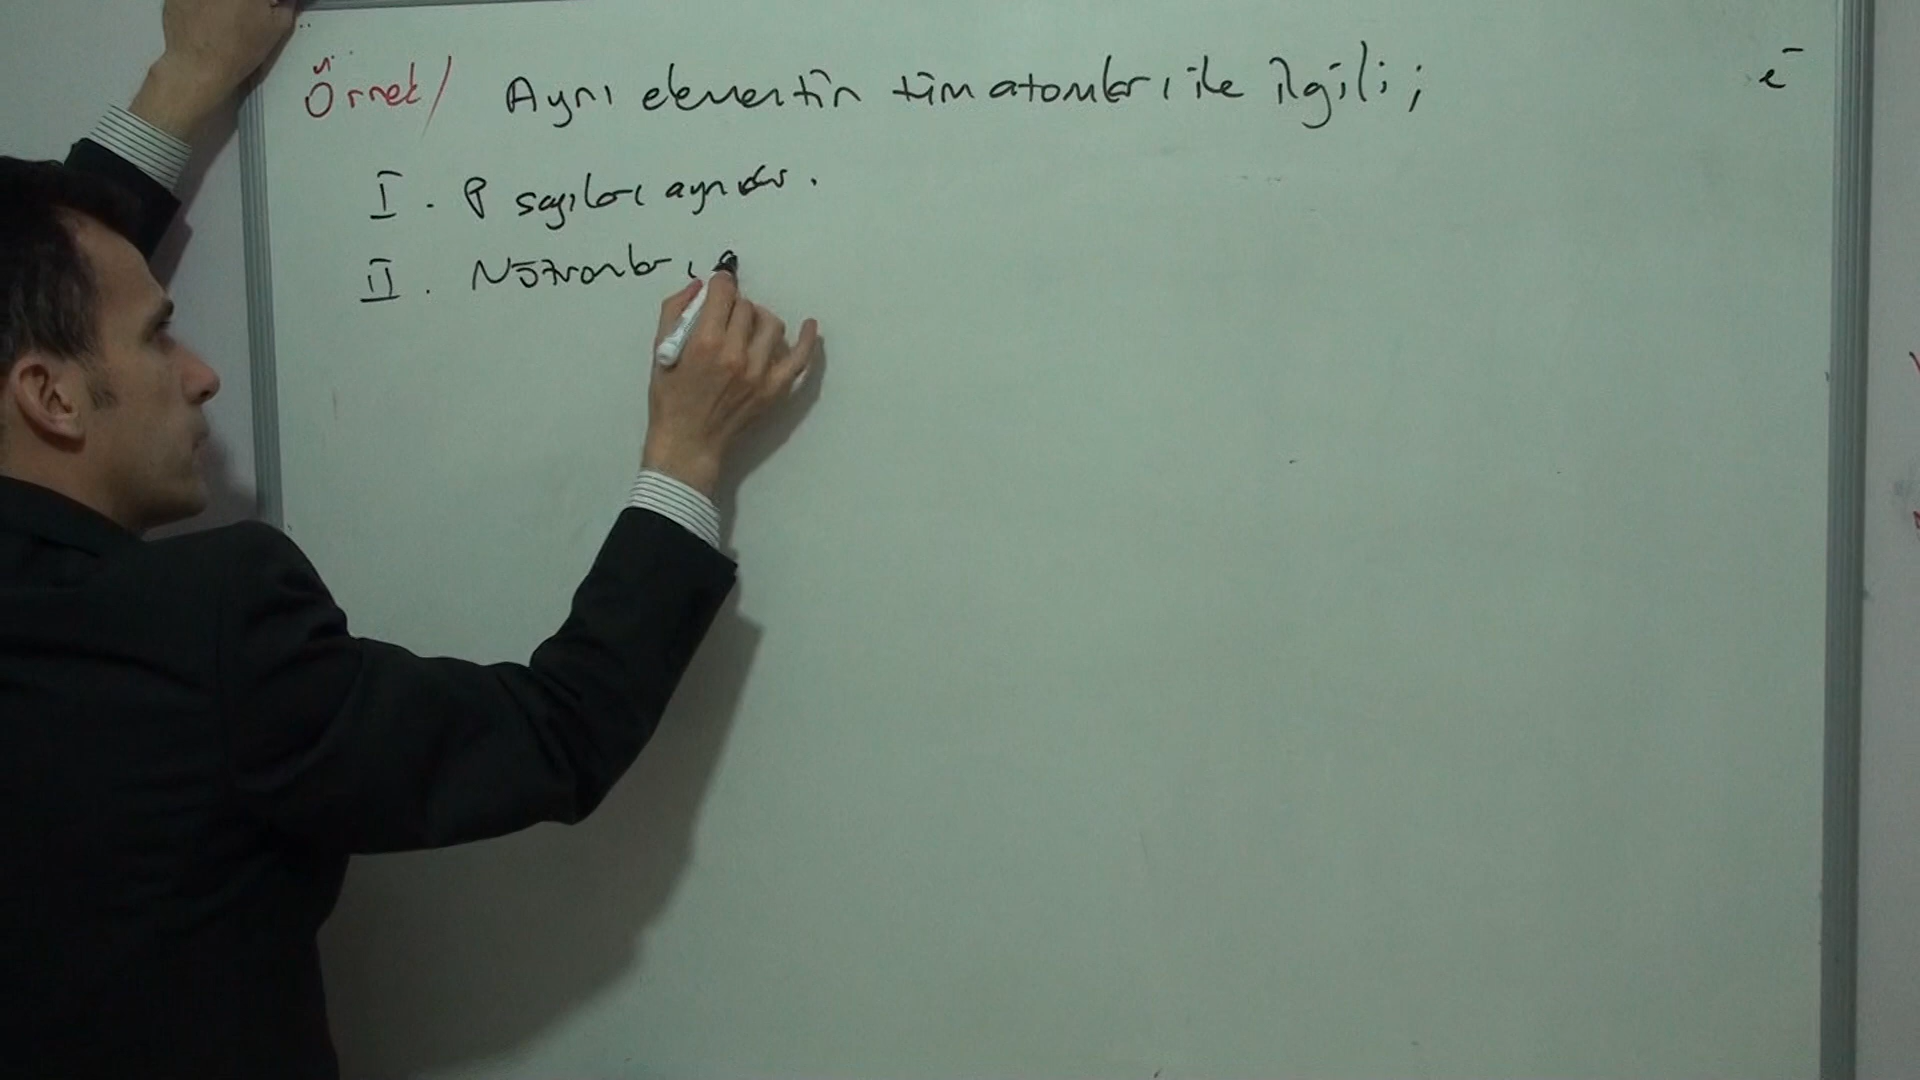 Örnek/ Aynı elementin tüm atomları ile ilgili;
e⁻
I. P sayıları aynıdır.
II. Nötronları